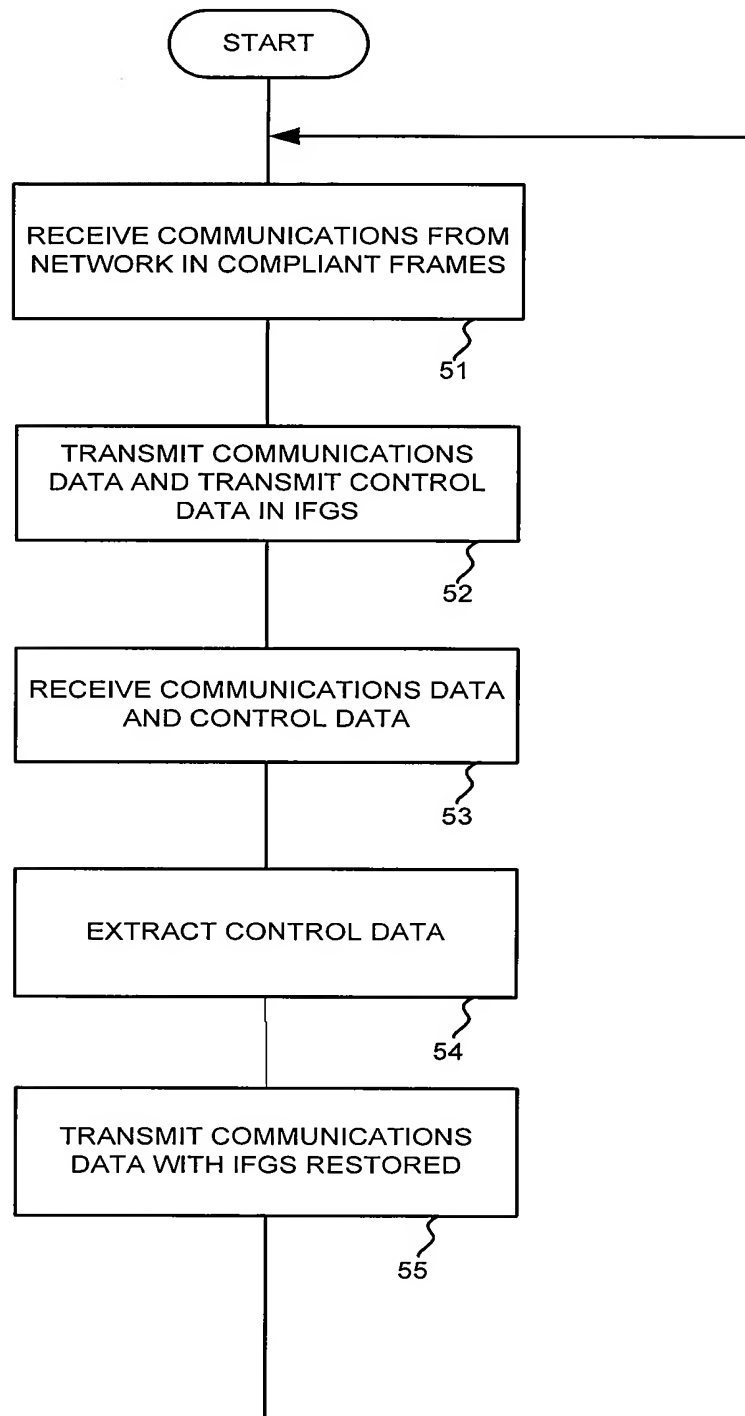 START
RECEIVE COMMUNICATIONS FROM
NETWORK IN COMPLIANT FRAMES
51
TRANSMIT COMMUNICATIONS
DATA AND TRANSMIT CONTROL
DATA IN IFGS
52
RECEIVE COMMUNICATIONS DATA
AND CONTROL DATA
53
EXTRACT CONTROL DATA
54
TRANSMIT COMMUNICATIONS
DATA WITH IFGS RESTORED
55